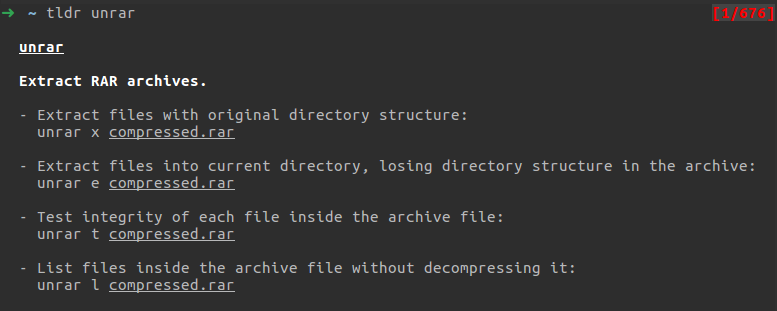 ➜ ~ tldr unrar [1/676]
unrar
Extract RAR archives.
- Extract files with original directory structure:
unrar x compressed.rar
- Extract files into current directory, losing directory structure in the archive:
unrar e compressed.rar
- Test integrity of each file inside the archive file:
unrar t compressed.rar
- List files inside the archive file without decompressing it:
unrar l compressed.rar